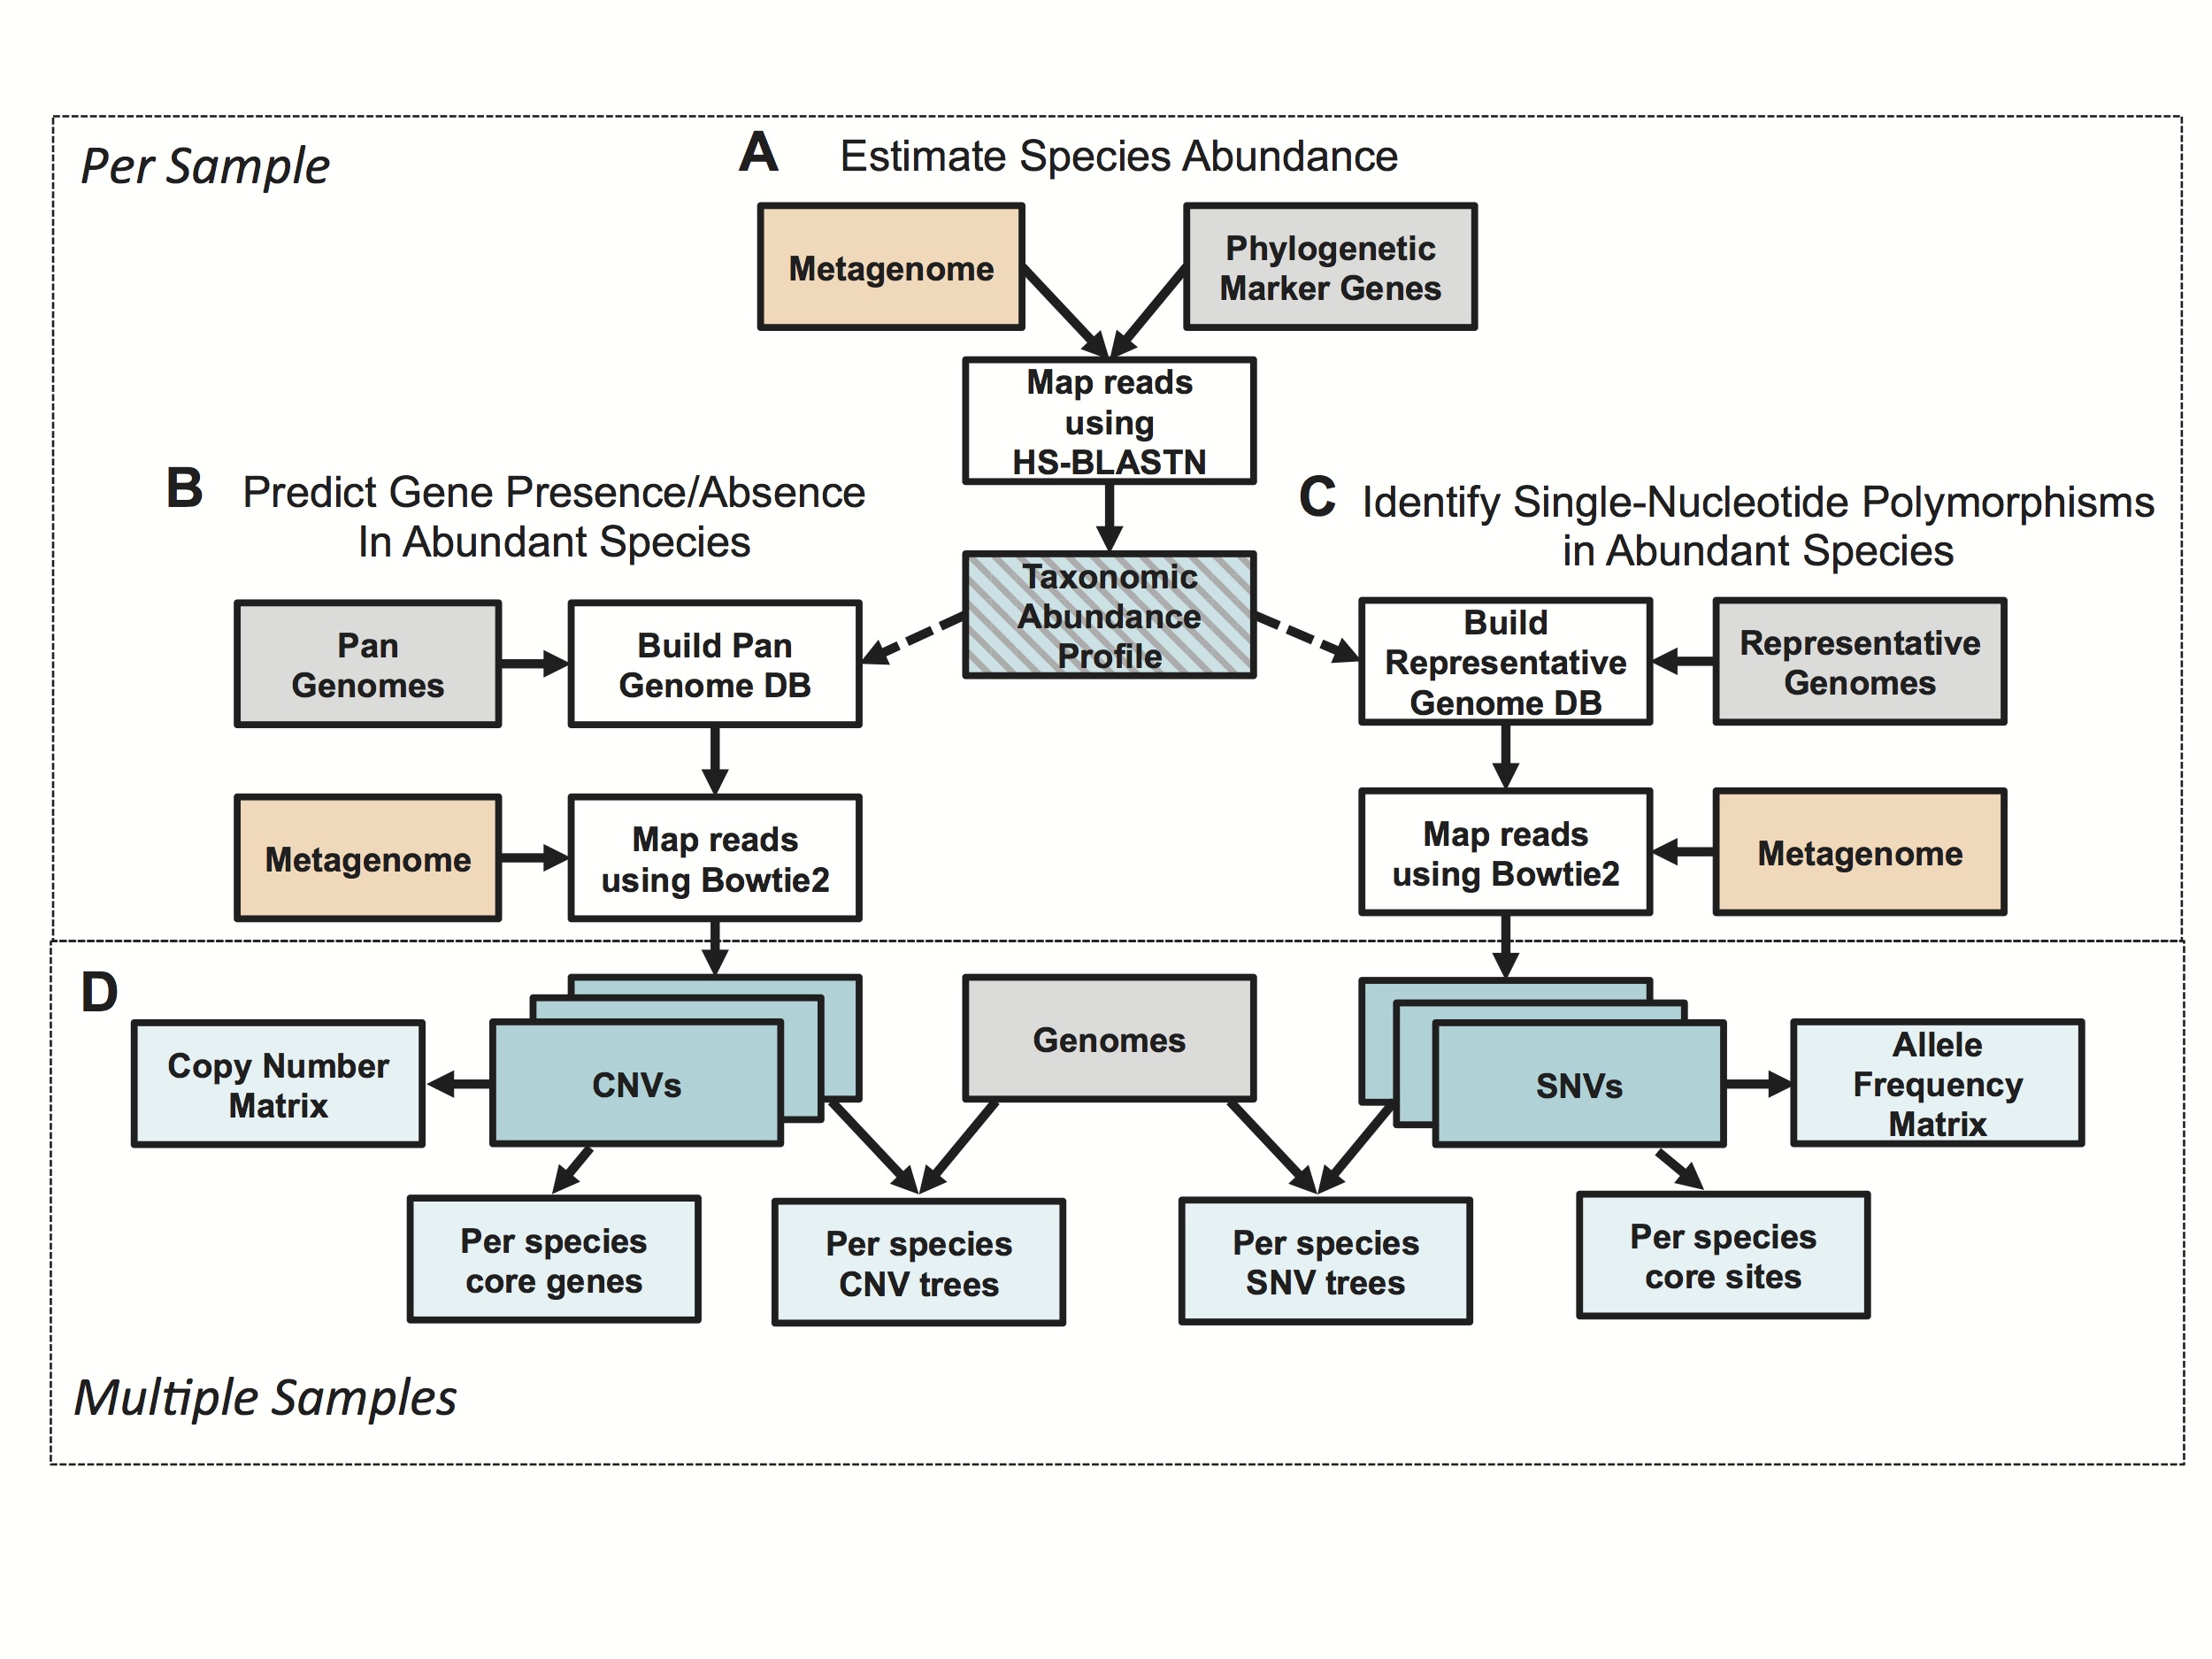 Per Sample
A Estimate Species Abundance
Metagenome
Phylogenetic
Marker Genes
Map reads
using
HS-BLASTN
B Predict Gene Presence/Absence
In Abundant Species
C Identify Single-Nucleotide Polymorphisms
in Abundant Species
Taxonomic
Abundance
Profile
Pan
Genomes
Build Pan
Genome DB
Build
Representative
Genome DB
Representative
Genomes
Metagenome
Map reads
using Bowtie2
Map reads
using Bowtie2
Metagenome
D
Copy Number
Matrix
CNVs
Genomes
SNVs
Allele
Frequency
Matrix
Per species
core genes
Per species
CNV trees
Per species
SNV trees
Per species
core sites
Multiple Samples